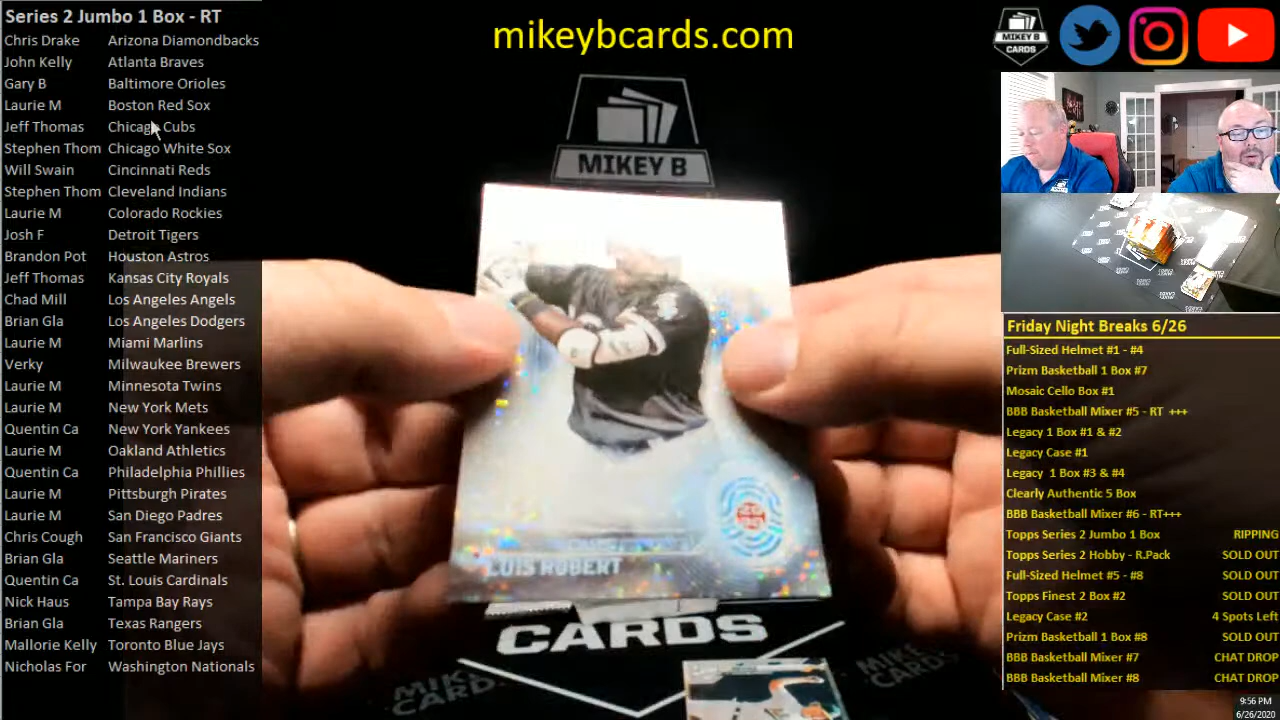 Series 2 Jumbo 1 Box - RT
Chris Drake Arizona Diamondbacks
John Kelly Atlanta Braves
Gary B Baltimore Orioles
Laurie M Boston Red Sox
Jeff Thomas Chicago Cubs
Stephen Thom Chicago White Sox
Will Swain Cincinnati Reds
Stephen Thom Cleveland Indians
Laurie M Colorado Rockies
Josh F Detroit Tigers
Brandon Pot Houston Astros
Jeff Thomas Kansas City Royals
Chad Mill Los Angeles Angels
Brian Gla Los Angeles Dodgers
Laurie M Miami Marlins
Verky Milwaukee Brewers
Laurie M Minnesota Twins
Laurie M New York Mets
Quentin Ca New York Yankees
Laurie M Oakland Athletics
Quentin Ca Philadelphia Phillies
Laurie M Pittsburgh Pirates
Laurie M San Diego Padres
Chris Cough San Francisco Giants
Brian Gla Seattle Mariners
Quentin Ca St. Louis Cardinals
Nick Haus Tampa Bay Rays
Brian Gla Texas Rangers
Mallorie Kelly Toronto Blue Jays
Nicholas For Washington Nationals
mikeybcards.com
MIKEY B
LUIS ROBERT
CARDS
MIKEY B
CARDS
Friday Night Breaks 6/26
Full-Sized Helmet #1 - #4
Prizm Basketball 1 Box #7
Mosaic Cello Box #1
BBB Basketball Mixer #5 - RT +++
Legacy 1 Box #1 & #2
Legacy Case #1
Legacy 1 Box #3 & #4
Clearly Authentic 5 Box
BBB Basketball Mixer #6 - RT+++
Topps Series 2 Jumbo 1 Box RIPPING
Topps Series 2 Hobby - R.Pack SOLD OUT
Full-Sized Helmet #5 - #8 SOLD OUT
Topps Finest 2 Box #2 SOLD OUT
Legacy Case #2 4 Spots Left
Prizm Basketball 1 Box #8 SOLD OUT
BBB Basketball Mixer #7 CHAT DROP
BBB Basketball Mixer #8 CHAT DROP
9:56 PM
6/26/2020